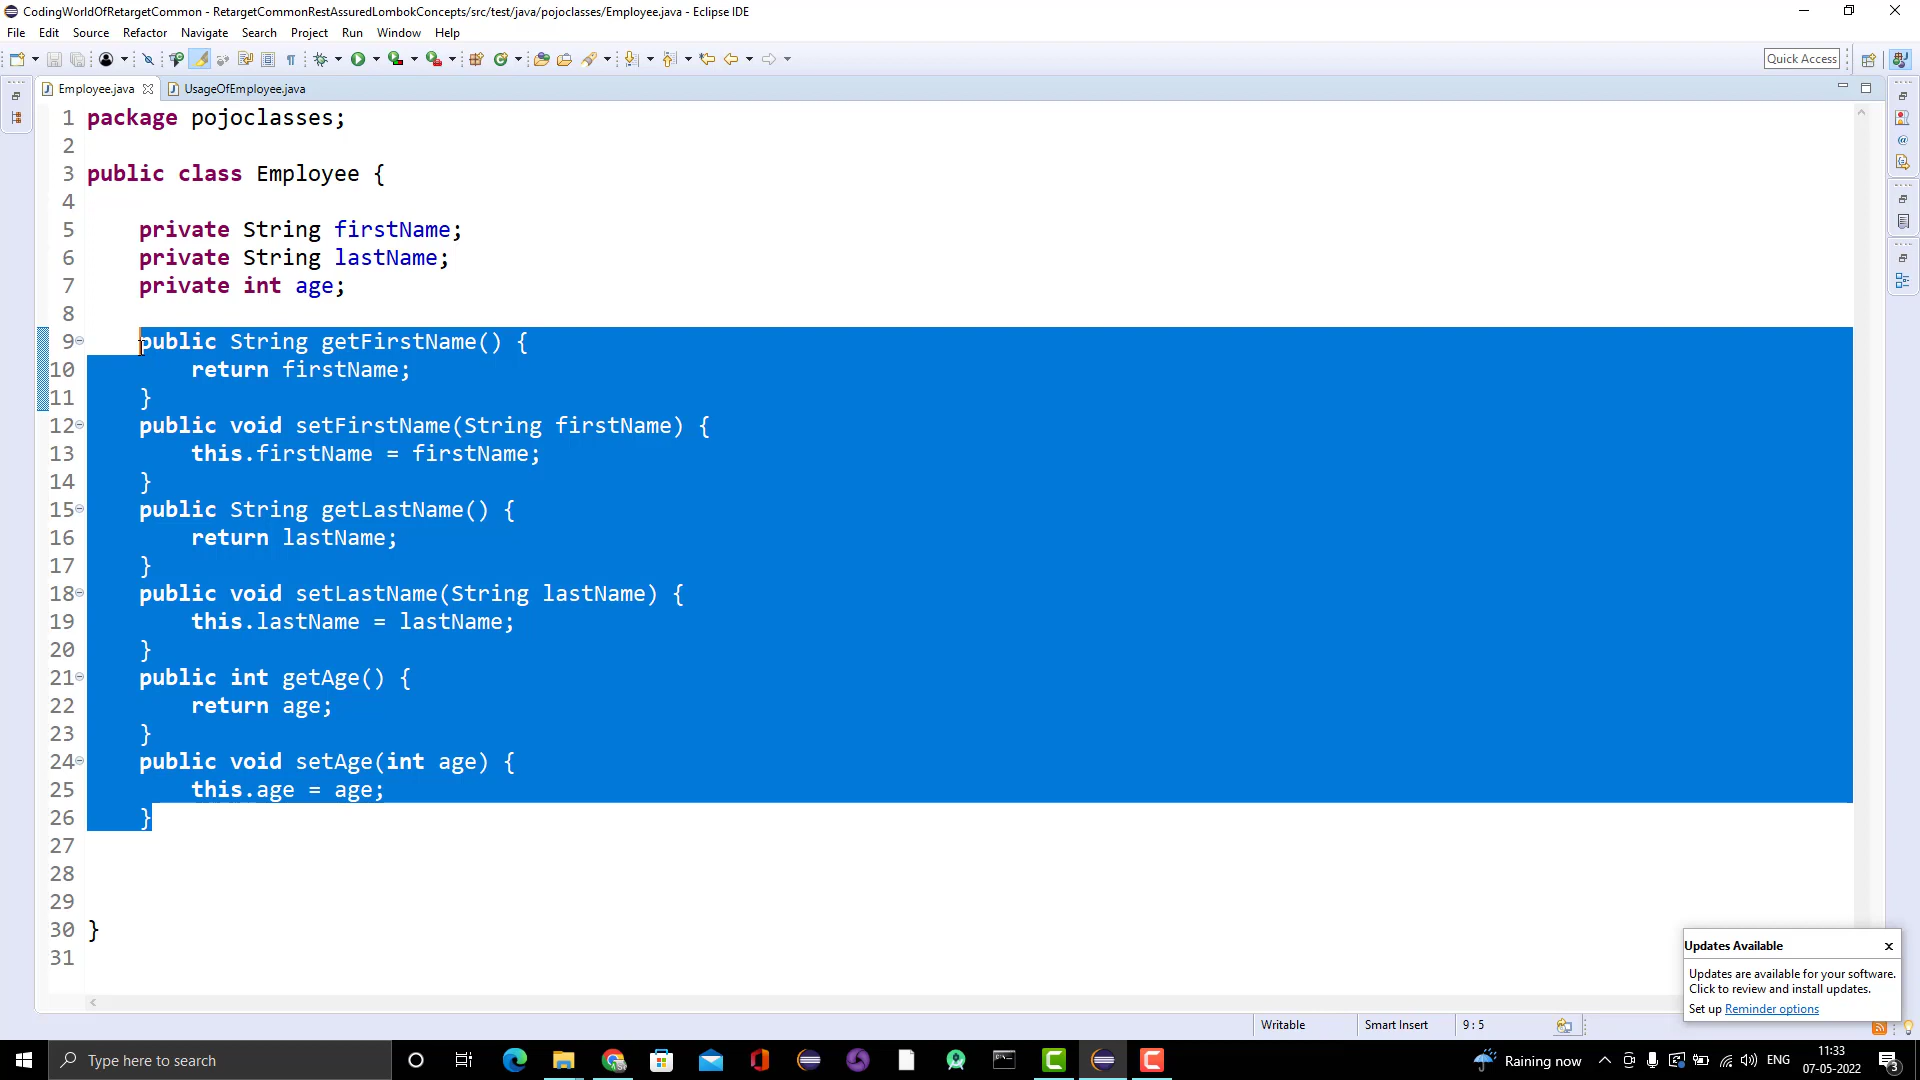 CodingWorldOfRetargetCommon - RetargetCommonRestAssuredLombokConcepts/src/test/java/pojoclasses/Employee.java - Eclipse IDE
File Edit Source Refactor Navigate Search Project Run Window Help
Quick Access
Employee.java UsageOfEmployee.java
1 package pojoclasses;
2
3 public class Employee {
4
5 private String firstName;
6 private String lastName;
7 private int age;
8
9 public String getFirstName() {
10 return firstName;
11 }
12 public void setFirstName(String firstName) {
13 this.firstName = firstName;
14 }
15 public String getLastName() {
16 return lastName;
17 }
18 public void setLastName(String lastName) {
19 this.lastName = lastName;
20 }
21 public int getAge() {
22 return age;
23 }
24 public void setAge(int age) {
25 this.age = age;
26 }
27
28
29
30 }
31
Updates Available
Updates are available for your software.
Click to review and install updates.
Set up Reminder options
Writable Smart Insert 9 : 5
Type here to search
Raining now ENG 11:33
07-05-2022 3